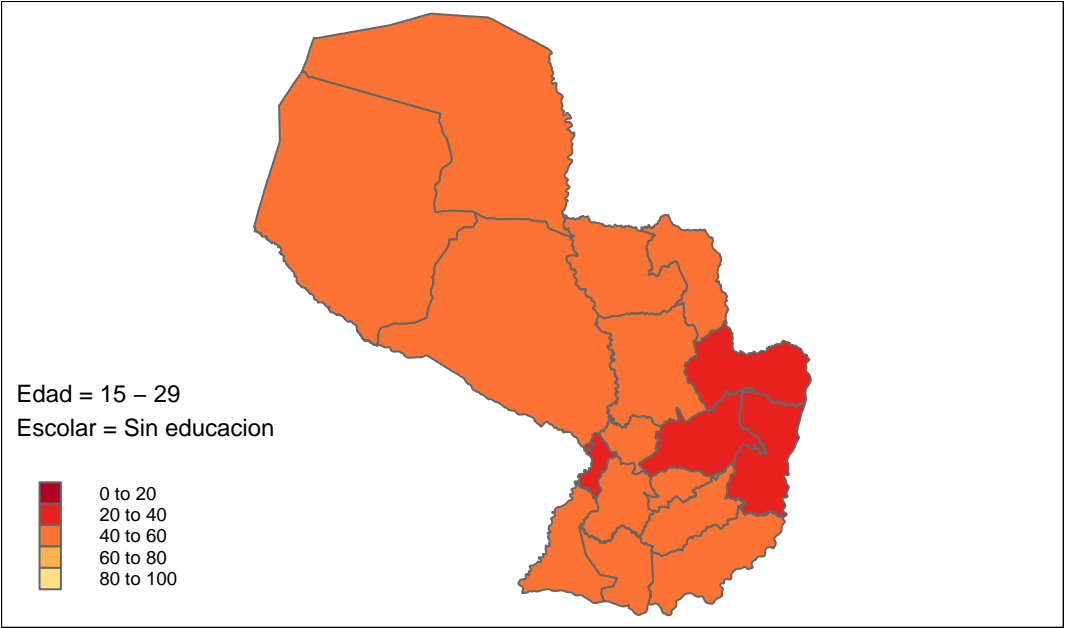 Edad = 15 – 29
Escolar = Sin educacion
0 to 20
20 to 40
40 to 60
60 to 80
80 to 100